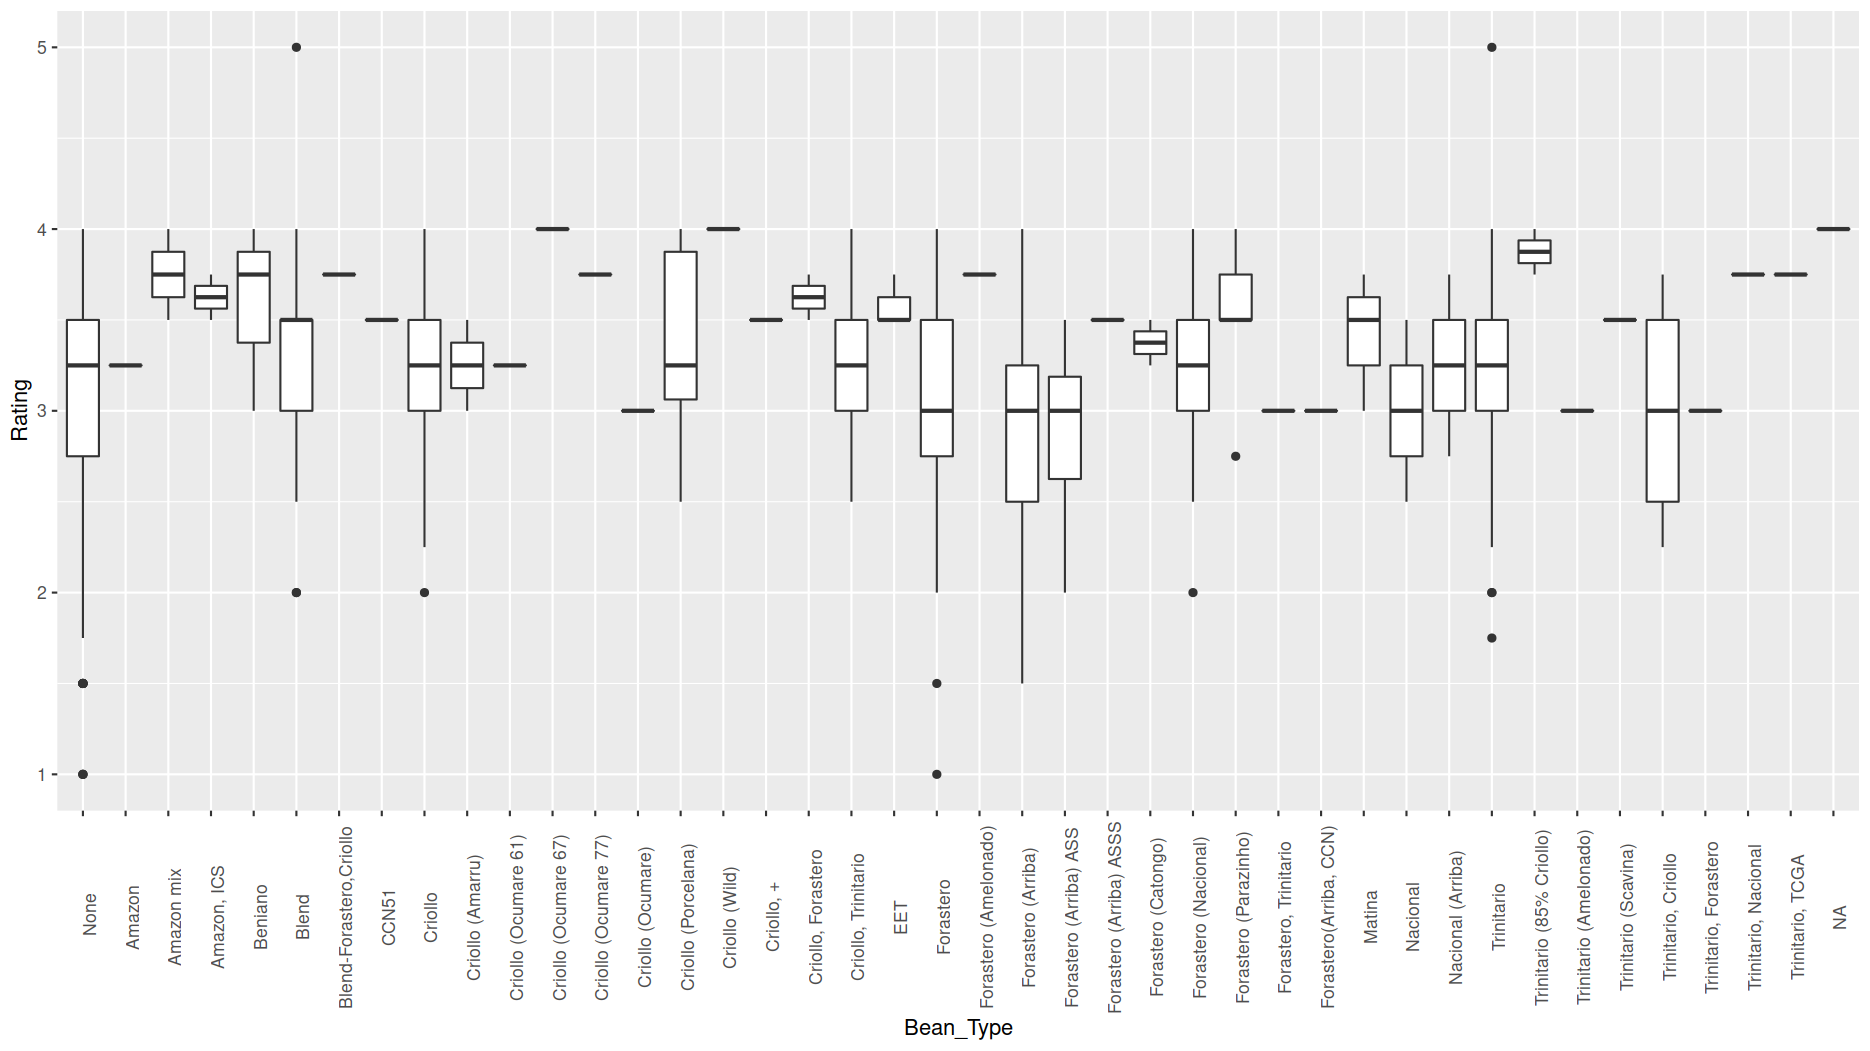 Rating
5
4
3
2
1
None
Amazon
Amazon mix
Amazon, ICS
Beniano
Blend
Blend-Forastero,Criollo
CCN51
Criollo
Criollo (Amarru)
Criollo (Ocumare 61)
Criollo (Ocumare 67)
Criollo (Ocumare 77)
Criollo (Ocumare)
Criollo (Porcelana)
Criollo (Wild)
Criollo, +
Criollo, Forastero
Criollo, Trinitario
EET
Forastero
Forastero (Amelonado)
Forastero (Arriba)
Forastero (Arriba) ASS
Forastero (Arriba) ASSS
Forastero (Catongo)
Forastero (Nacional)
Forastero (Parazinho)
Forastero, Trinitario
Forastero(Arriba, CCN)
Matina
Nacional
Nacional (Arriba)
Trinitario
Trinitario (85% Criollo)
Trinitario (Amelonado)
Trinitario (Scavina)
Trinitario, Criollo
Trinitario, Forastero
Trinitario, Nacional
Trinitario, TCGA
NA
Bean_Type